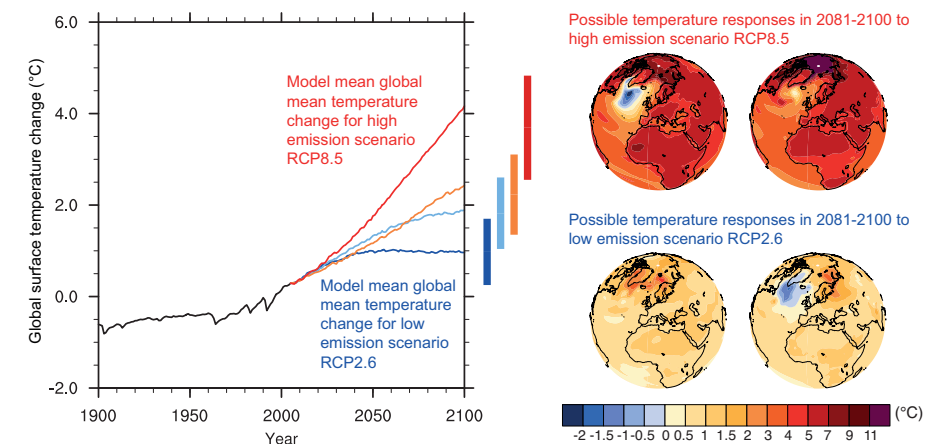 Global surface temperature change (°C)
6.0
4.0
2.0
0.0
-2.0
1900
1950
2000
2050
2100
Year
Model mean global
mean temperature
change for high
emission scenario
RCP8.5
Model mean global
mean temperature
change for low
emission scenario
RCP2.6
Possible temperature responses in 2081-2100 to
high emission scenario RCP8.5
Possible temperature responses in 2081-2100 to
low emission scenario RCP2.6
-2 -1.5 -1 -0.5 0 0.5 1 1.5 2 3 4 5 7 9 11
(°C)